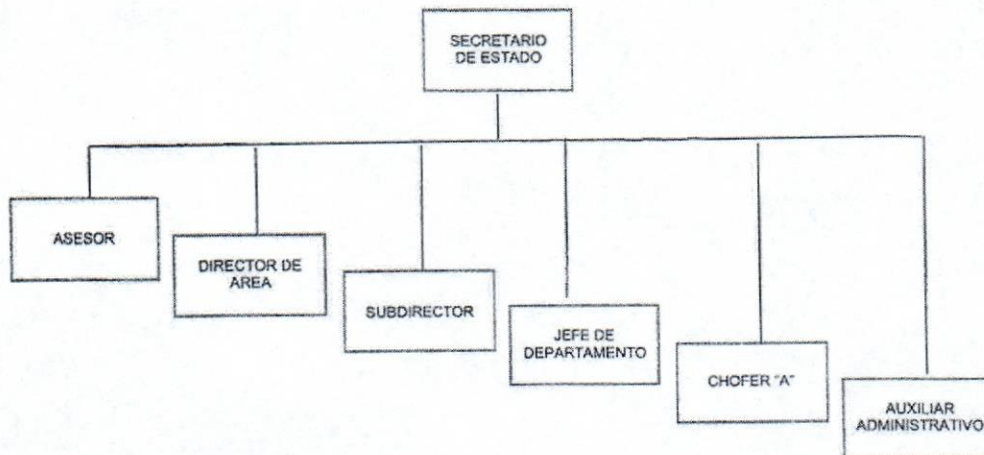 SECRETARIO
DE ESTADO
ASESOR
DIRECTOR DE
AREA
SUBDIRECTOR
JEFE DE
DEPARTAMENTO
CHOFER "A"
AUXILIAR
ADMINISTRATIVO